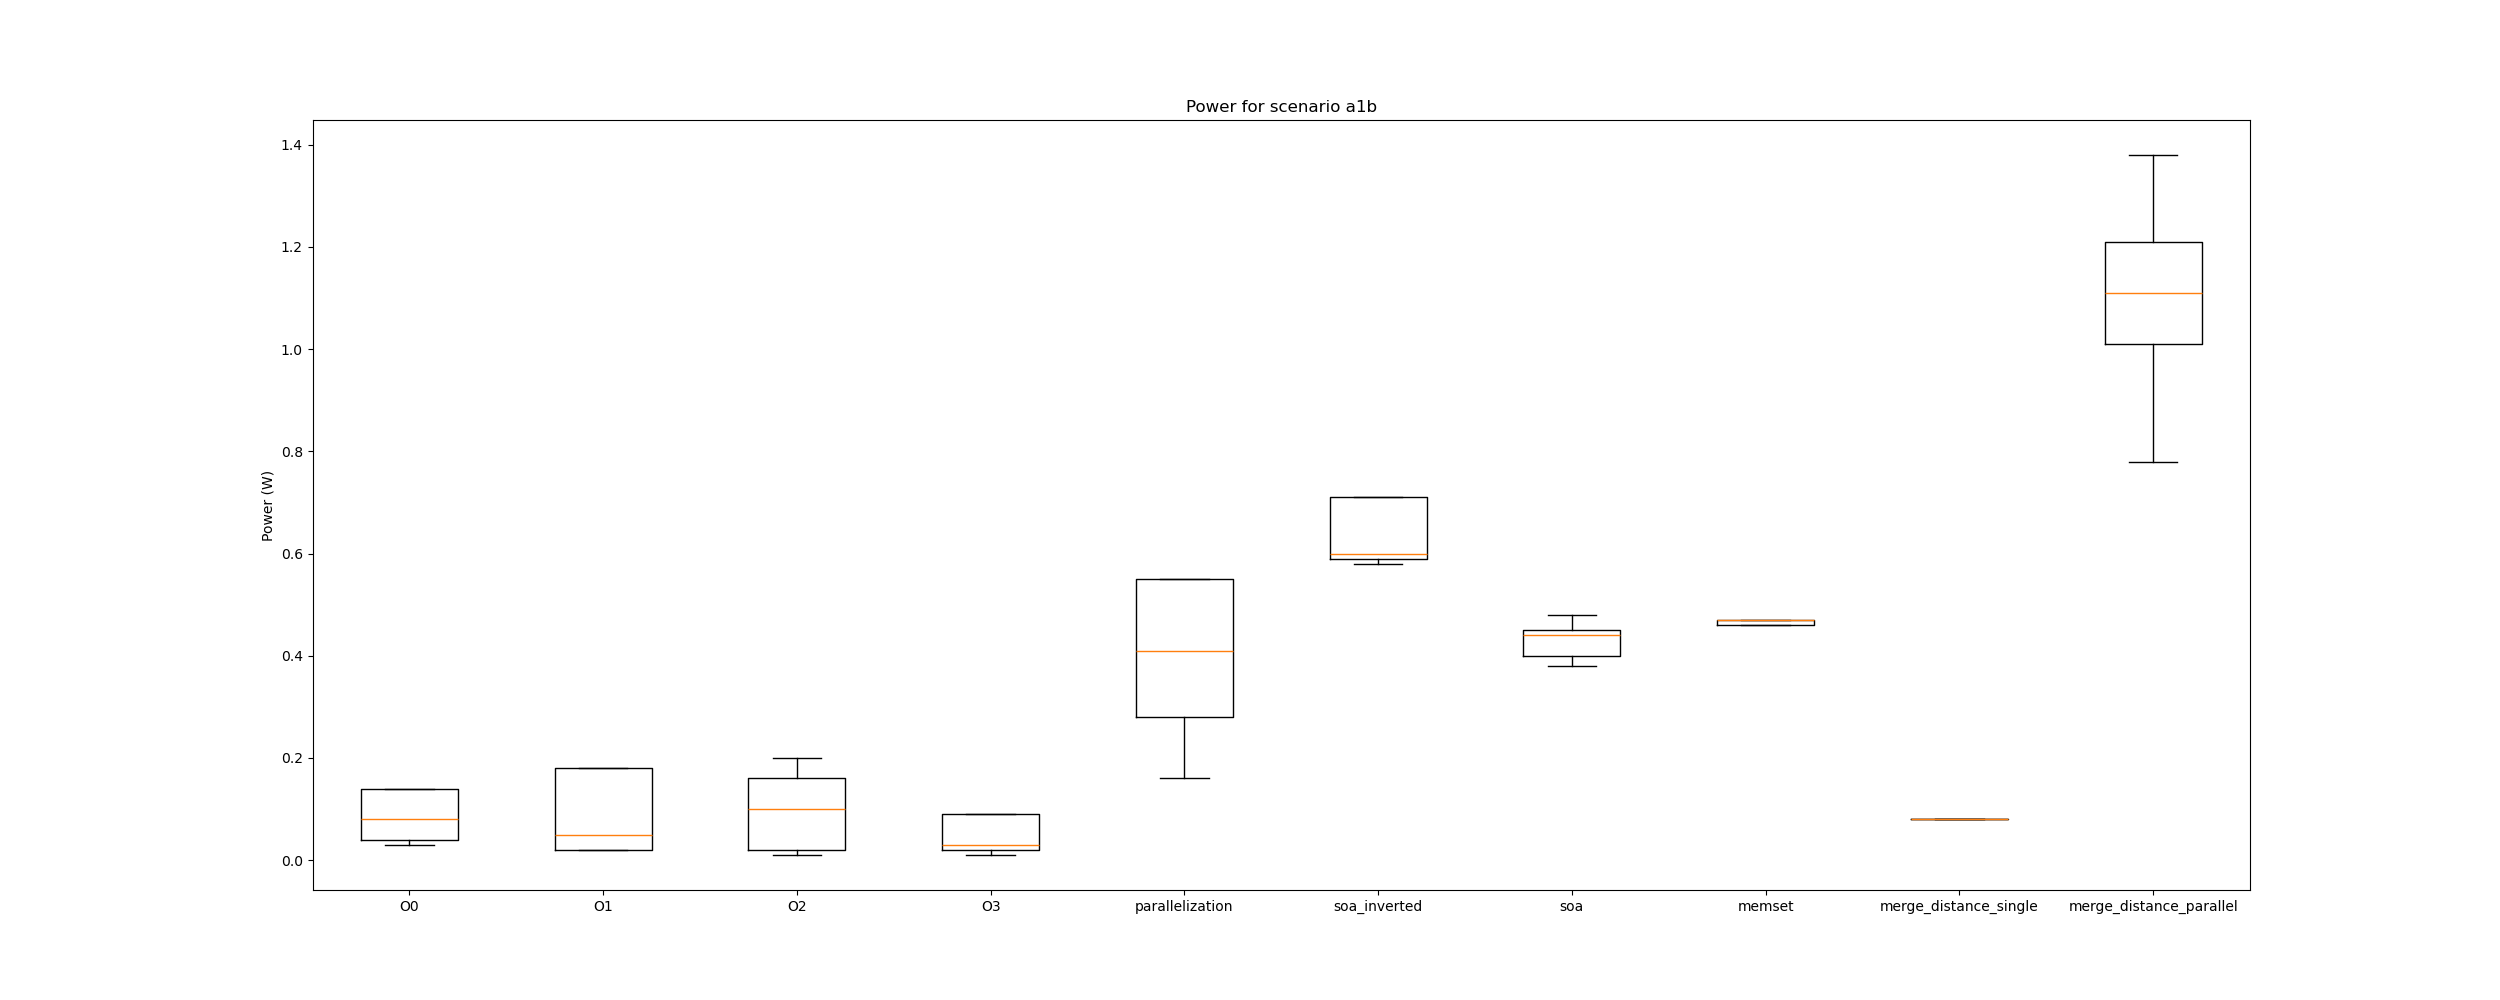 Power for scenario a1b
Power (W)
1.4
1.2
1.0
0.8
0.6
0.4
0.2
0.0
O0 O1 O2 O3 parallelization soa_inverted soa memset merge_distance_single merge_distance_parallel